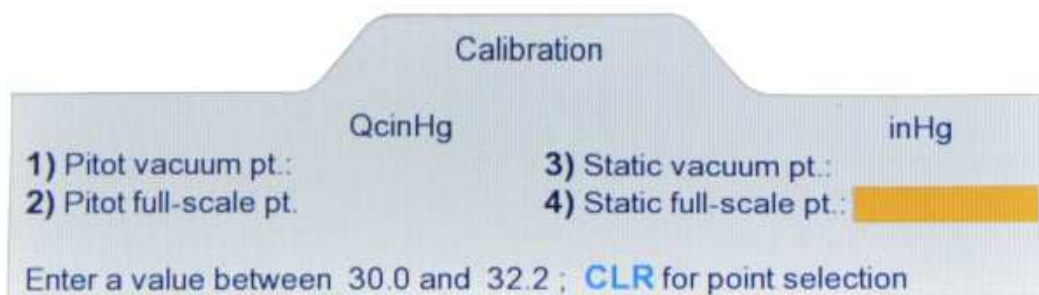 Calibration
QcinHg inHg
1) Pitot vacuum pt.: 3) Static vacuum pt.:
2) Pitot full-scale pt. 4) Static full-scale pt.:
Enter a value between 30.0 and 32.2 ; CLR for point selection